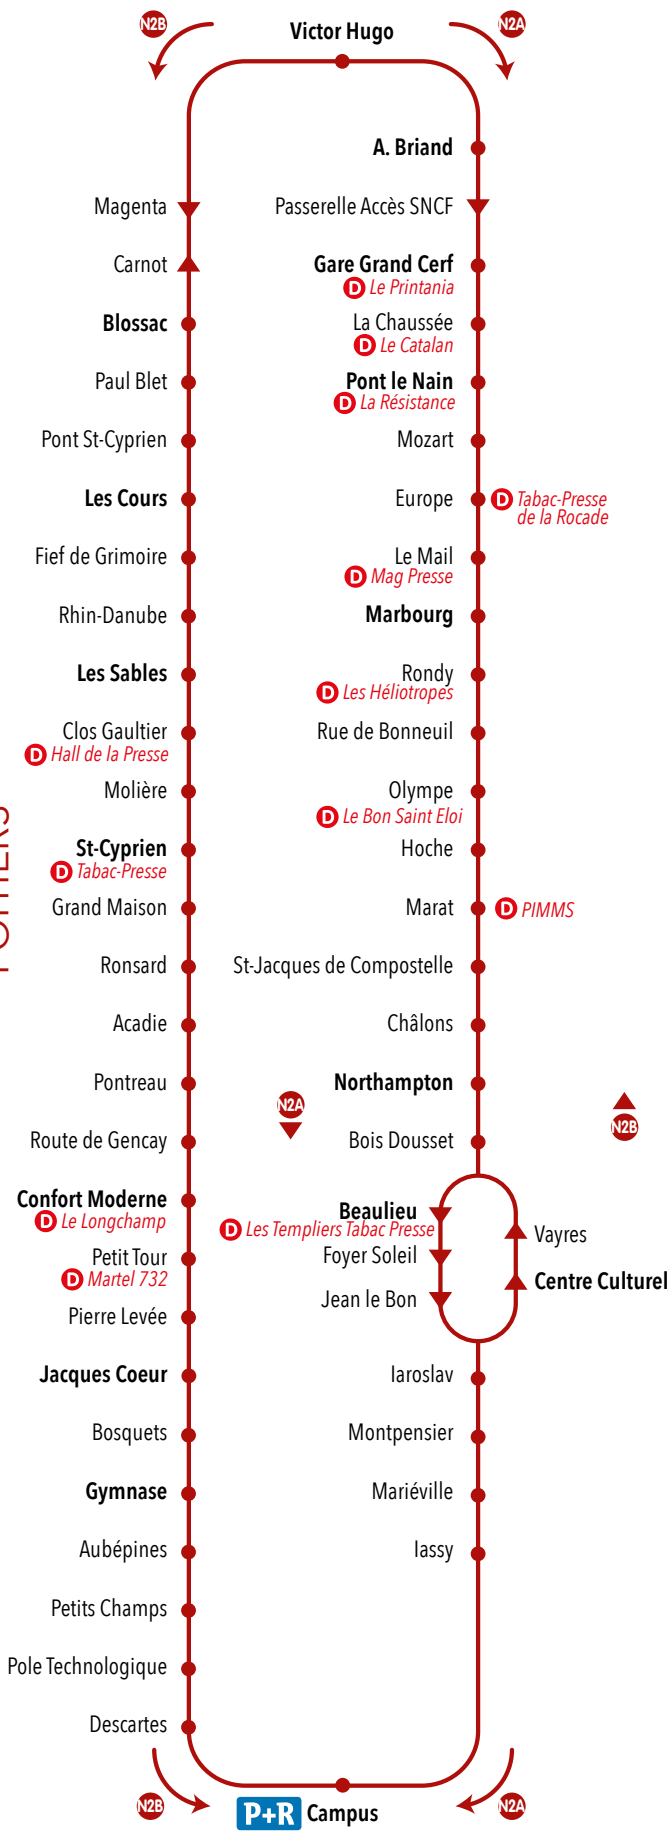 N2B
N2A
Victor Hugo
A. Briand
Magenta
Passerelle Accès SNCF
Carnot
Gare Grand Cerf
D Le Printania
Blossac
La Chaussée
D Le Catalan
Paul Blet
Pont le Nain
D La Résistance
Pont St-Cyprien
Mozart
Les Cours
Europe
D Tabac-Presse
de la Rocade
Fief de Grimoire
Le Mail
D Mag Presse
Rhin-Danube
Marbourg
Les Sables
Rondy
D Les Héliotropes
Clos Gaultier
D Hall de la Presse
Rue de Bonneuil
Molière
Olympe
D Le Bon Saint Eloi
St-Cyprien
D Tabac-Presse
Hoche
Grand Maison
Marat
D PIMMS
Ronsard
St-Jacques de Compostelle
Acadie
Châlons
Pontreau
Northampton
N2A
N2B
Route de Gencay
Bois Dousset
Confort Moderne
D Le Longchamp
Beaulieu
D Les Templiers Tabac Presse
Vayres
Petit Tour
D Martel 732
Foyer Soleil
Centre Culturel
Pierre Levée
Jean le Bon
Jacques Coeur
Iaroslav
Bosquets
Montpensier
Gymnase
Mariéville
Aubépines
Iassy
Petits Champs
Pole Technologique
Descartes
N2B
P+R Campus
N2A